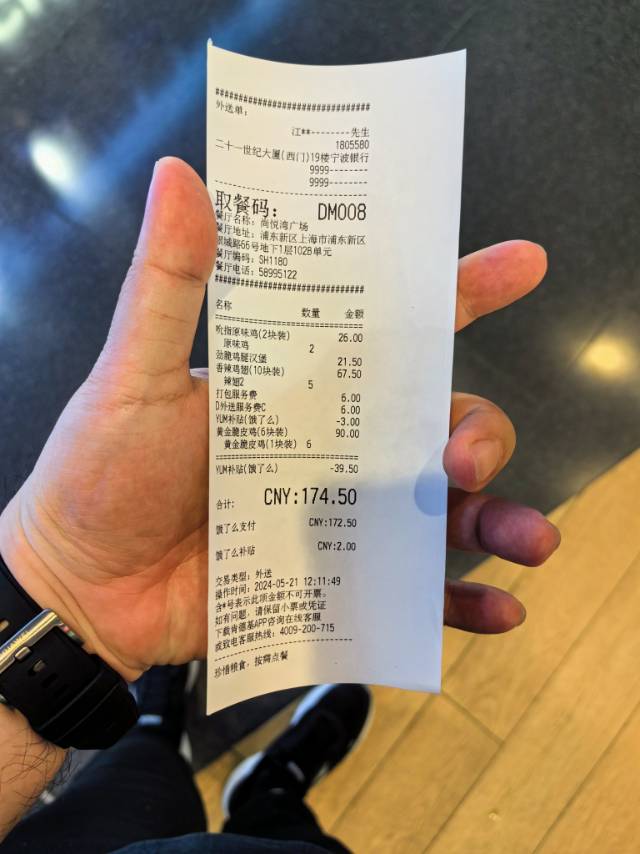 ################################
外送单:
江**--------先生
1805580
二十一世纪大厦(西门)19楼宁波银行
9999--------
9999--------
取餐码: DM008
餐厅名称: 尚悦湾广场
餐厅地址: 浦东新区上海市浦东新区
银城路66号地下1层102B单元
餐厅编码: SH1180
餐厅电话: 58995122
################################
名称 数量 金额
吮指原味鸡(2块装) 26.00
原味鸡 2
劲脆鸡腿汉堡 21.50
香辣鸡翅(10块装) 67.50
辣翅2 5
打包服务费 6.00
D外送服务费C 6.00
YUM补贴(饿了么) -3.00
黄金脆皮鸡(6块装) 90.00
黄金脆皮鸡(1块装) 6
YUM补贴(饿了么) -39.50
合计: CNY:174.50
饿了么支付 CNY:172.50
饿了么补贴 CNY:2.00
交易类型: 外送
操作时间: 2024-05-21 12:11:49
含*号表示此项金额不可开票。
如有问题, 请保留小票或凭证
下载肯德基APP咨询在线客服
或致电客服热线: 4009-200-715
珍惜粮食, 按需点餐